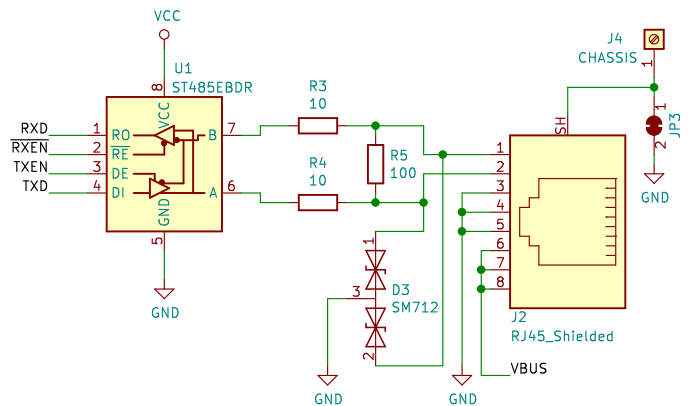 VCC
U1
ST485EBDR
8
VCC
RXD 1 RO
B 7
RXEN 2 RE
TXEN 3 DE
TXD 4 DI
A 6
GND
5
GND
R3
10
R4
10
R5
100
1
D3
SM712
3
2
GND
GND
VBUS
J4
CHASSIS
1
SH
1
JP3
2
GND
1
2
3
4
5
6
7
8
J2
RJ45_Shielded